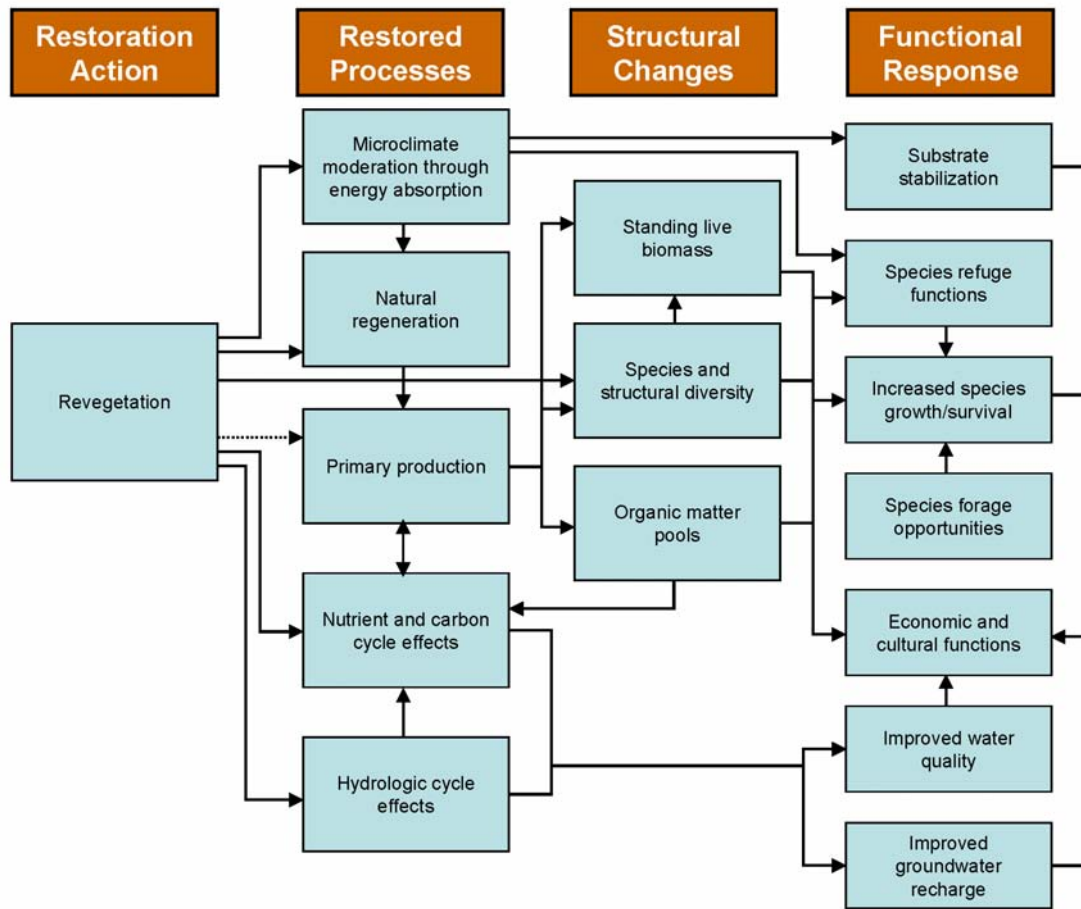 Restoration
Action
Restored
Processes
Structural
Changes
Functional
Response
Revegetation
Microclimate
moderation through
energy absorption
Natural
regeneration
Primary production
Nutrient and carbon
cycle effects
Hydrologic cycle
effects
Standing live
biomass
Species and
structural diversity
Organic matter
pools
Substrate
stabilization
Species refuge
functions
Increased species
growth/survival
Species forage
opportunities
Economic and
cultural functions
Improved water
quality
Improved
groundwater
recharge